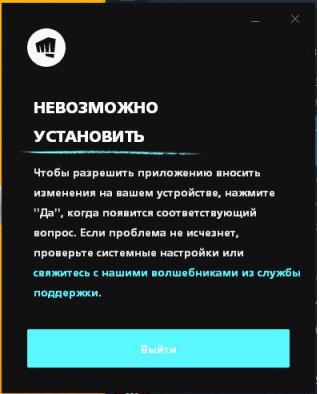 НЕВОЗМОЖНО
УСТАНОВИТЬ
Чтобы разрешить приложению вносить
изменения на вашем устройстве, нажмите
"Да", когда появится соответствующий
вопрос. Если проблема не исчезнет,
проверьте системные настройки или
свяжитесь с нашими волшебниками из службы
поддержки.
Выйти